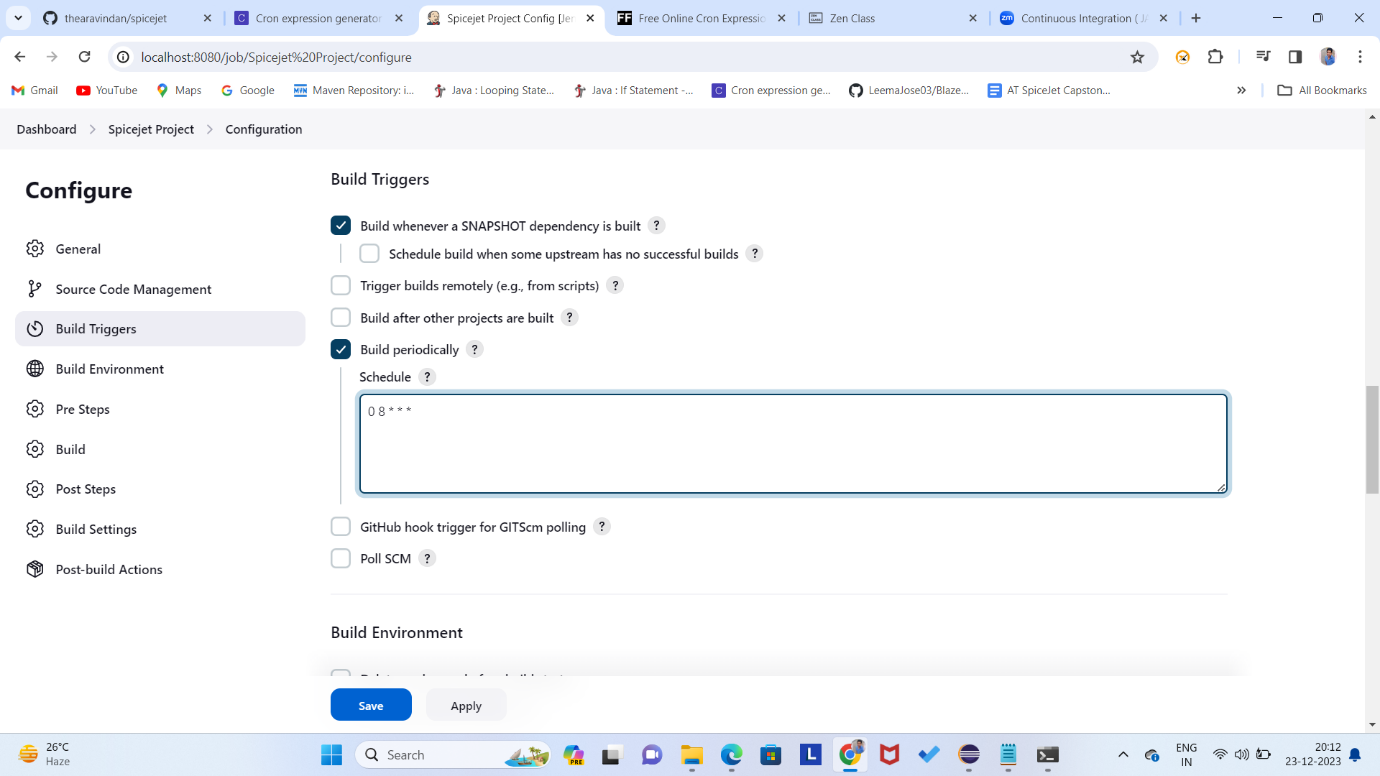 thearavindan/spicejet
Cron expression generator
Spicejet Project Config [Jen
Free Online Cron Expressio
Zen Class
Continuous Integration ( JA
localhost:8080/job/Spicejet%20Project/configure
Gmail
YouTube
Maps
Google
Maven Repository: i...
Java : Looping State...
Java : If Statement -...
Cron expression ge...
LeemaJose03/Blaze...
AT SpiceJet Capston...
»
All Bookmarks
Dashboard
Spicejet Project
Configuration
Configure
General
Source Code Management
Build Triggers
Build Environment
Pre Steps
Build
Post Steps
Build Settings
Post-build Actions
Build Triggers
Build whenever a SNAPSHOT dependency is built ?
Schedule build when some upstream has no successful builds ?
Trigger builds remotely (e.g., from scripts) ?
Build after other projects are built ?
Build periodically ?
Schedule ?
0 8 * * *
GitHub hook trigger for GITScm polling ?
Poll SCM ?
Build Environment
Save
Apply
26°C
Haze
Search
PRE
ENG
IN
20:12
23-12-2023